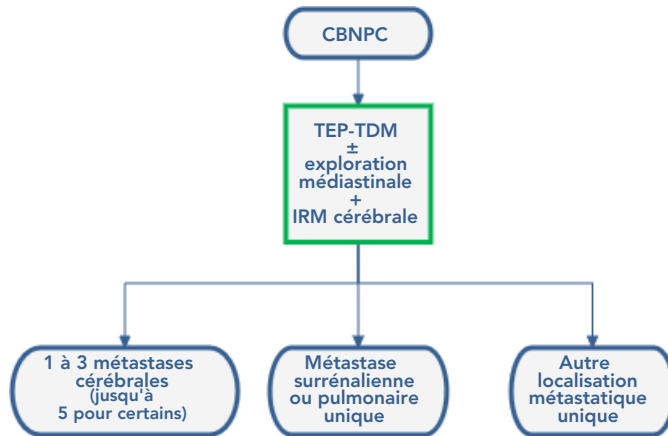 CBNPC
TEP-TDM
±
exploration
médiastinale
+
IRM cérébrale
1 à 3 métastases
cérébrales
(jusqu'à
5 pour certains)
Métastase
surrénalienne
ou pulmonaire
unique
Autre
localisation
métastatique
unique